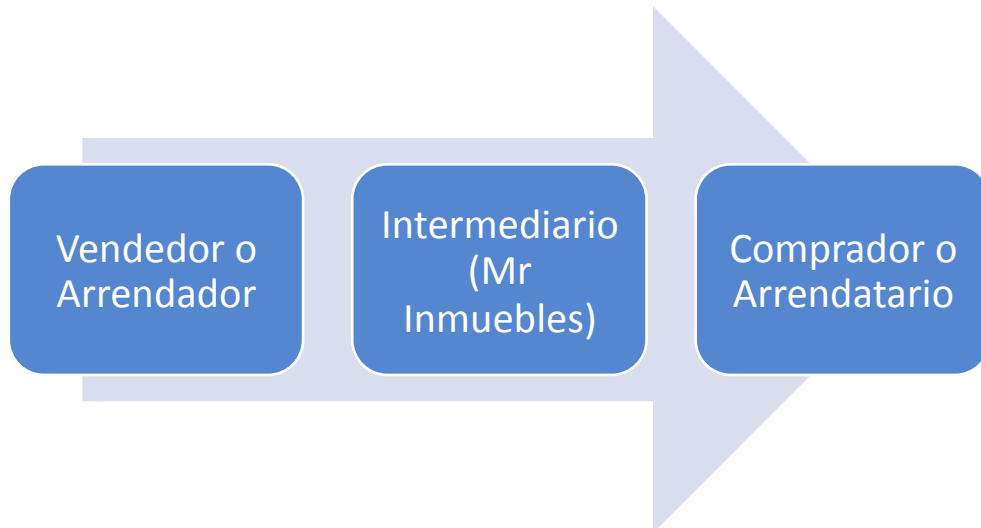 Vendedor o
Arrendador
Intermediario
(Mr
Inmuebles)
Comprador o
Arrendatario